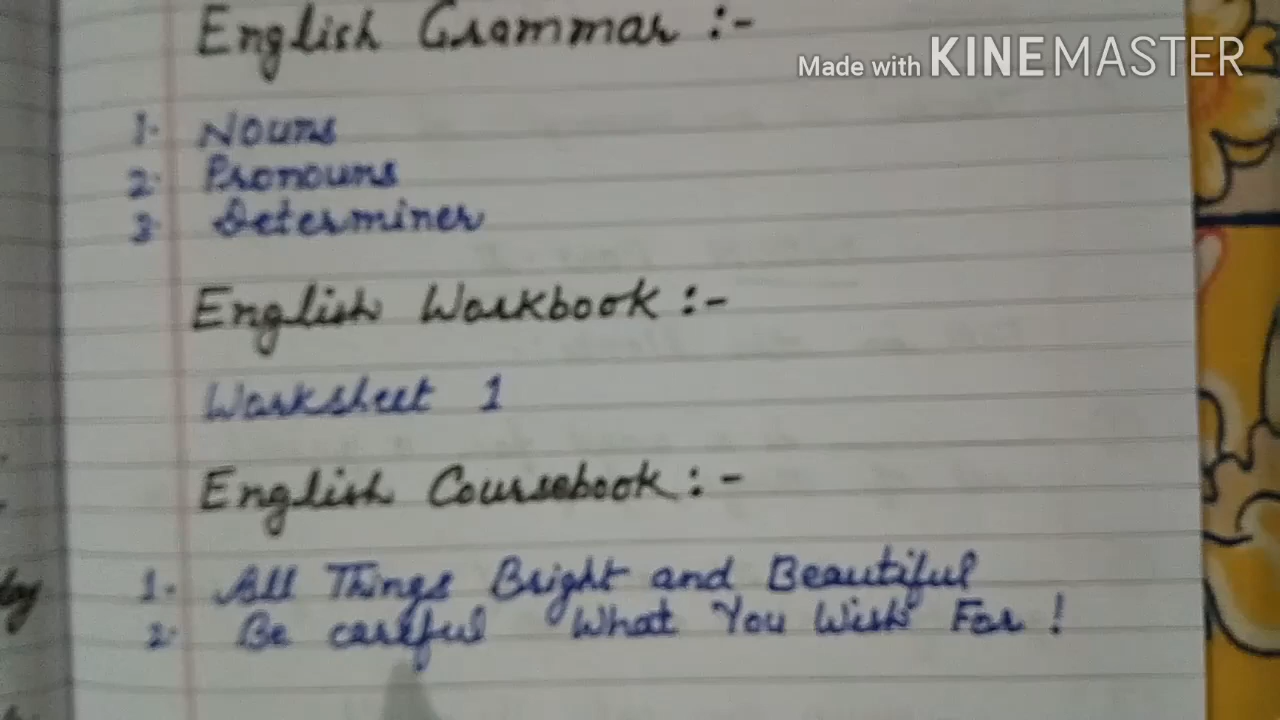 English Grammar :-
Made with KINEMASTER
1. Nouns
2. Pronouns
3. Determiner
English Workbook :-
Worksheet 1
English Coursebook :-
1. All Things Bright and Beautiful
2. Be careful What You Wish For !